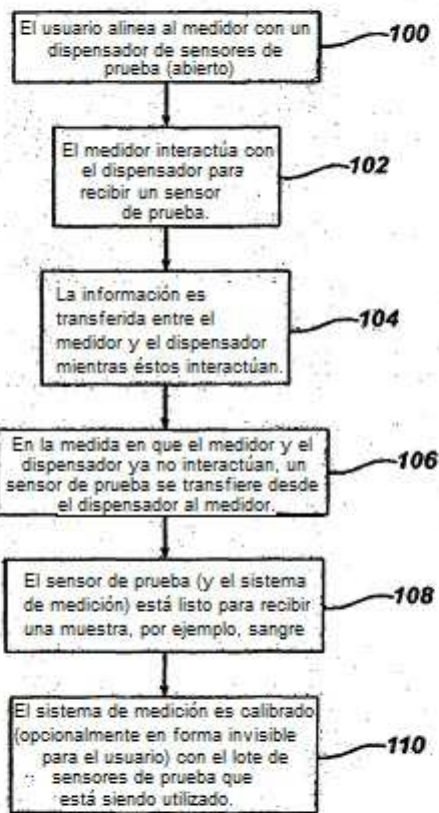 El usuario alinea al medidor con un
dispensador de sensores de
prueba (abierto)
100
El medidor interactúa con
el dispensador para
recibir un sensor
de prueba.
102
La información es
transferida entre el
medidor y el dispensador
mientras éstos interactúan.
104
En la medida en que el medidor y el
dispensador ya no interactúan, un
sensor de prueba se transfiere desde
el dispensador al medidor.
106
El sensor de prueba (y el sistema
de medición) está listo para recibir
una muestra, por ejemplo, sangre
108
El sistema de medición es calibrado
(opcionalmente en forma invisible
para el usuario) con el lote de
sensores de prueba que
está siendo utilizado.
110